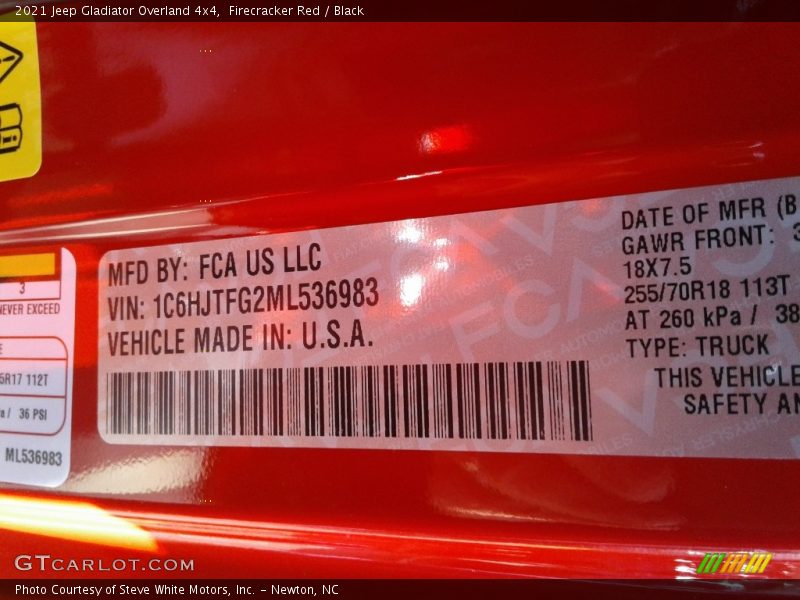 2021 Jeep Gladiator Overland 4x4,  Firecracker Red / Black
MFD BY: FCA US LLC
VIN: 1C6HJTFG2ML536983
VEHICLE MADE IN: U.S.A.
DATE OF MFR (B
GAWR FRONT: 3
18X7.5
255/70R18 113T
AT 260 kPa / 38
TYPE: TRUCK
THIS VEHICLE
SAFETY AN
3
NEVER EXCEED
5R17 112T
a / 36 PSI
ML536983
GTCARLOT.COM
Photo Courtesy of Steve White Motors, Inc. – Newton, NC